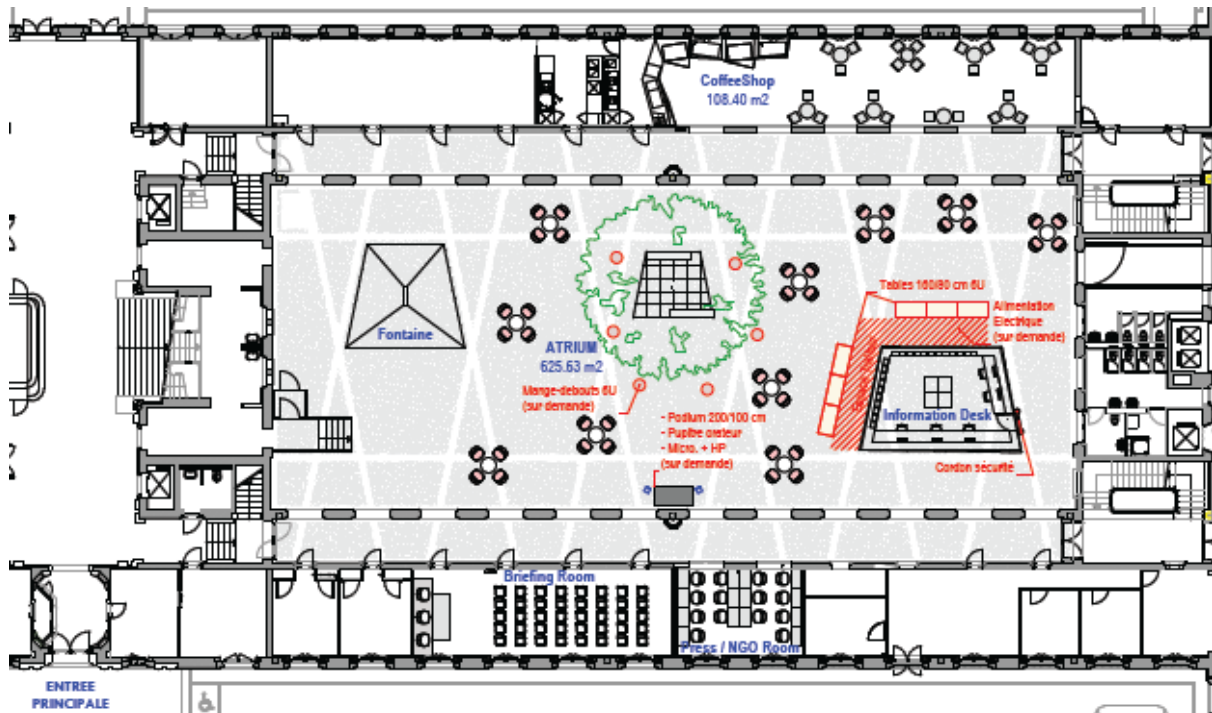 CoffeeShop
108.40 m2
Tables 160/80 cm 6U
Alimentation
Electrique
(sur demande)
Fontaine
ATRIUM
625.63 m2
Mange-debouts 6U
(sur demande)
- Podium 200/100 cm
- Pupitre orateur
- Micro. + HP
(sur demande)
Information Desk
Cordon sécurité
Briefing Room
Press / NGO Room
ENTREE
PRINCIPALE